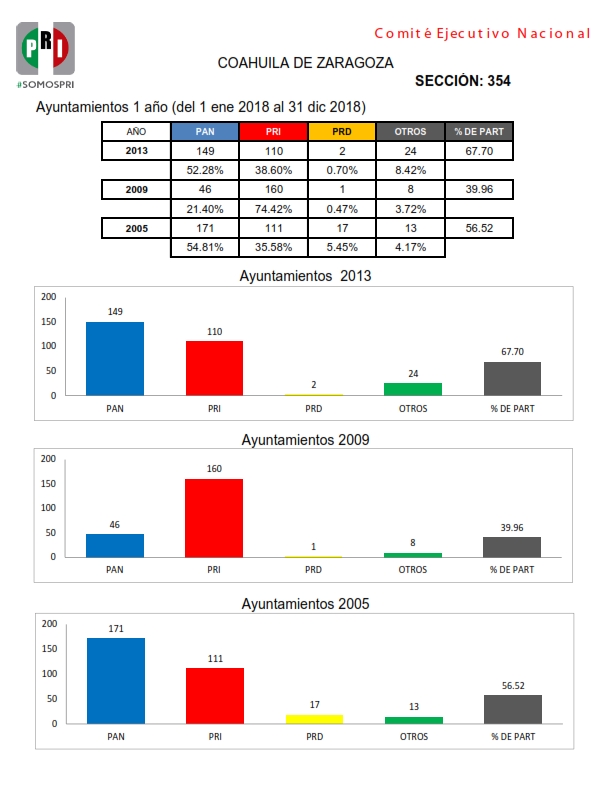 Comité Ejecutivo Nacional
PRI
#SOMOSPRI
COAHUILA DE ZARAGOZA
SECCIÓN: 354
Ayuntamientos 1 año (del 1 ene 2018 al 31 dic 2018)
AÑO PAN PRI PRD OTROS % DE PART
2013 149 110 2 24 67.70
52.28% 38.60% 0.70% 8.42%
2009 46 160 1 8 39.96
21.40% 74.42% 0.47% 3.72%
2005 171 111 17 13 56.52
54.81% 35.58% 5.45% 4.17%
Ayuntamientos 2013
200
150
100
50
0
149
110
2
24
67.70
PAN PRI PRD OTROS % DE PART
Ayuntamientos 2009
200
150
100
50
0
46
160
1
8
39.96
PAN PRI PRD OTROS % DE PART
Ayuntamientos 2005
200
150
100
50
0
171
111
17
13
56.52
PAN PRI PRD OTROS % DE PART